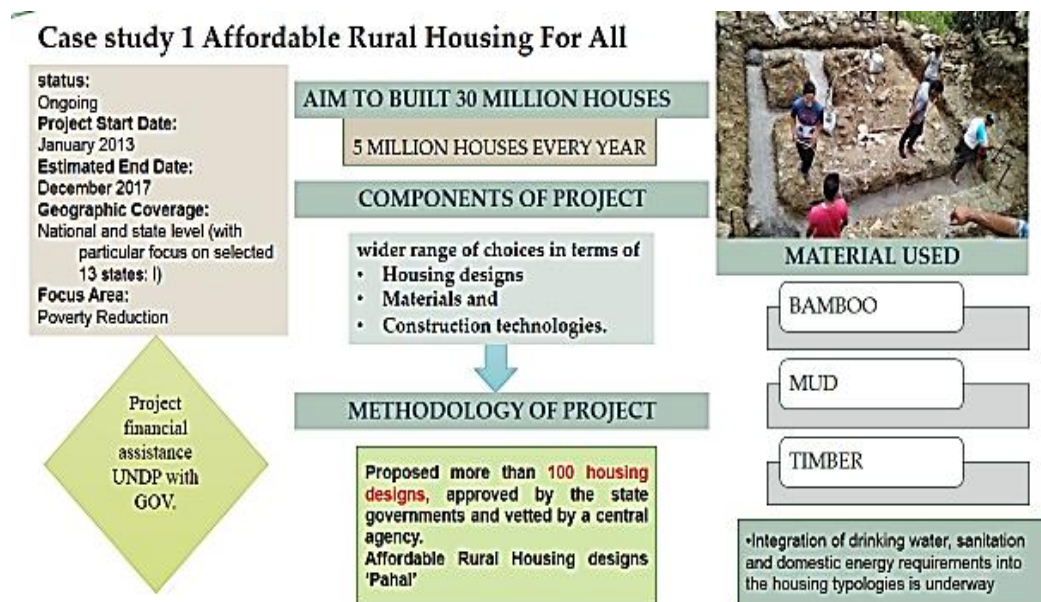 Case study 1 Affordable Rural Housing For All
status:
Ongoing
Project Start Date:
January 2013
Estimated End Date:
December 2017
Geographic Coverage:
National and state level (with
particular focus on selected
13 states: l)
Focus Area:
Poverty Reduction
Project
financial
assistance
UNDP with
GOV.
AIM TO BUILT 30 MILLION HOUSES
5 MILLION HOUSES EVERY YEAR
COMPONENTS OF PROJECT
wider range of choices in terms of
• Housing designs
• Materials and
• Construction technologies.
METHODOLOGY OF PROJECT
Proposed more than 100 housing
designs, approved by the state
governments and vetted by a central
agency.
Affordable Rural Housing designs
'Pahal'
MATERIAL USED
BAMBOO
MUD
TIMBER
•Integration of drinking water, sanitation
and domestic energy requirements into
the housing typologies is underway